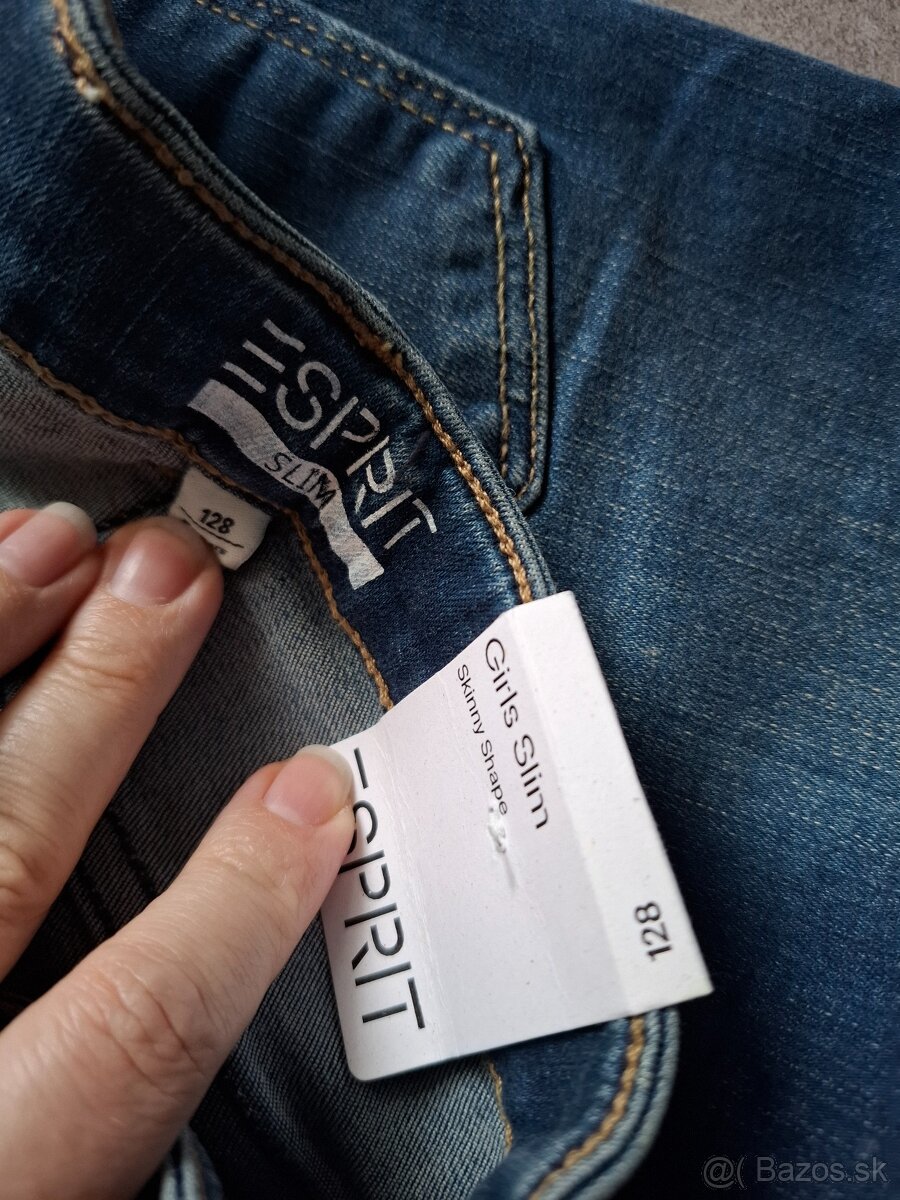 ESPRIT
SLIM
128
Girls Slim
Skinny Shape
ESPRIT
128
@( Bazos.sk